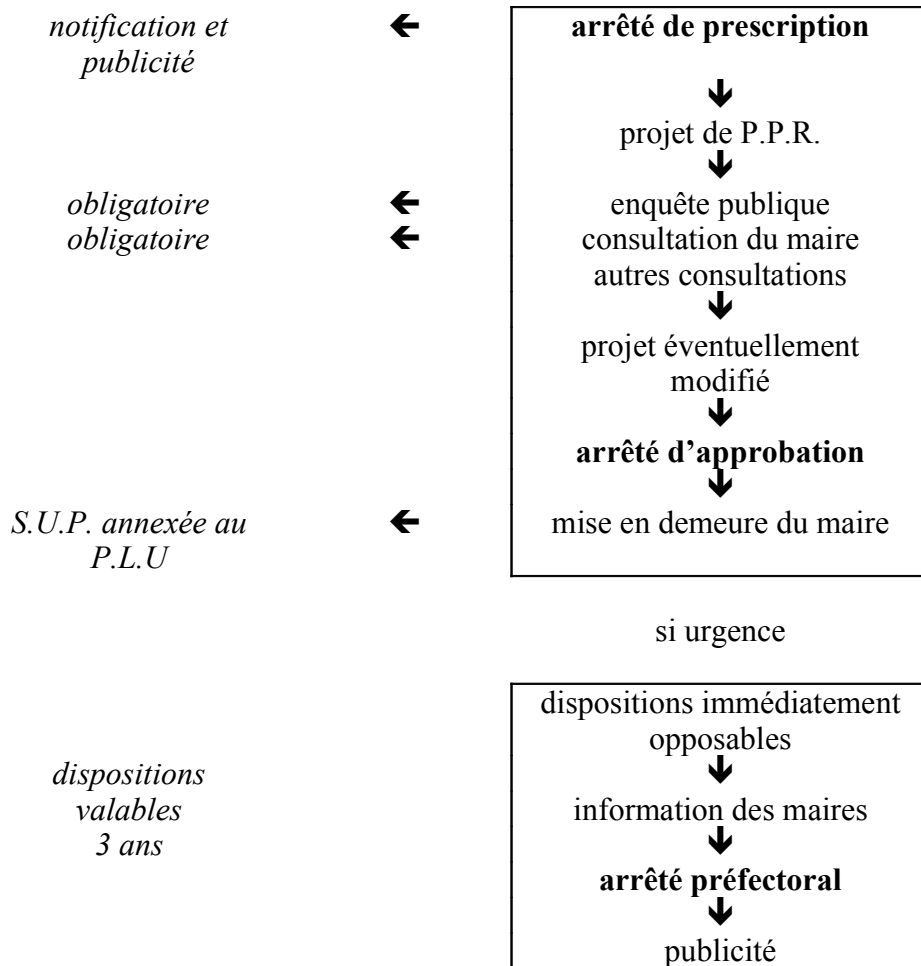 notification et ← arrêté de prescription
publicité
↓
projet de P.P.R.
↓
obligatoire ← enquête publique
obligatoire ← consultation du maire
autres consultations
↓
projet éventuellement
modifié
↓
arrêté d’approbation
↓
S.U.P. annexée au ← mise en demeure du maire
P.L.U
si urgence
dispositions immédiatement
opposables
↓
dispositions
valables information des maires
3 ans
↓
arrêté préfectoral
↓
publicité